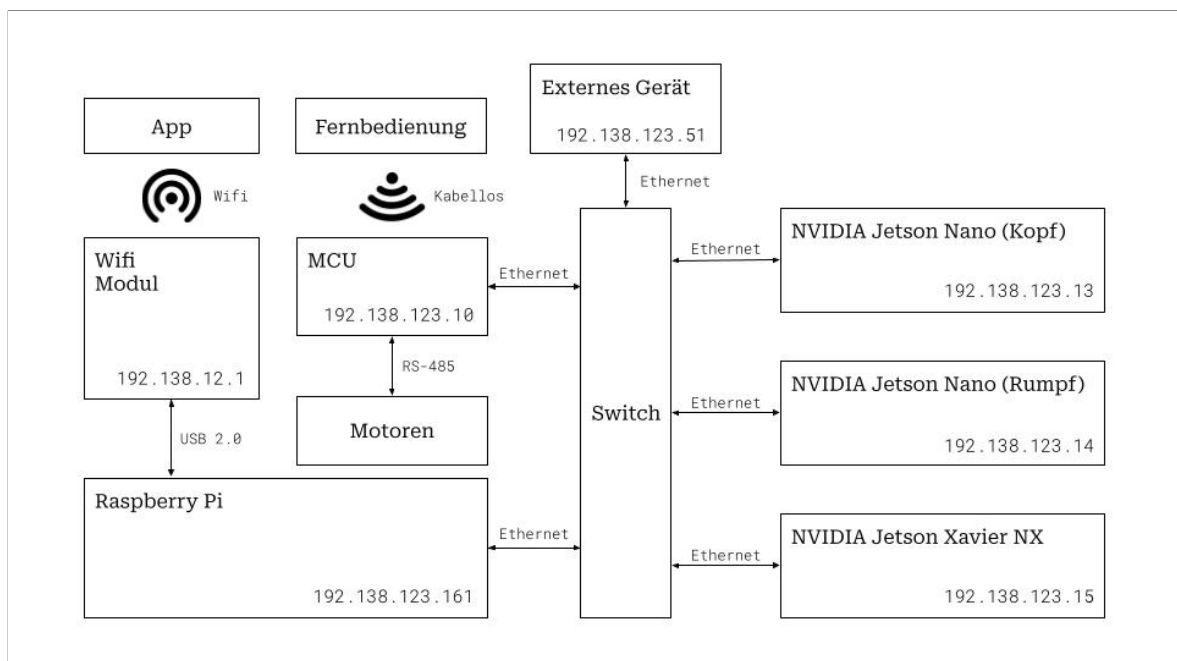 Externes Gerät
192.138.123.51
App
Fernbedienung
Wifi
Kabellos
Ethernet
Wifi
Modul
192.138.12.1
MCU
192.138.123.10
Ethernet
RS-485
Motoren
USB 2.0
Raspberry Pi
192.138.123.161
Ethernet
Switch
Ethernet
NVIDIA Jetson Nano (Kopf)
192.138.123.13
Ethernet
NVIDIA Jetson Nano (Rumpf)
192.138.123.14
Ethernet
NVIDIA Jetson Xavier NX
192.138.123.15